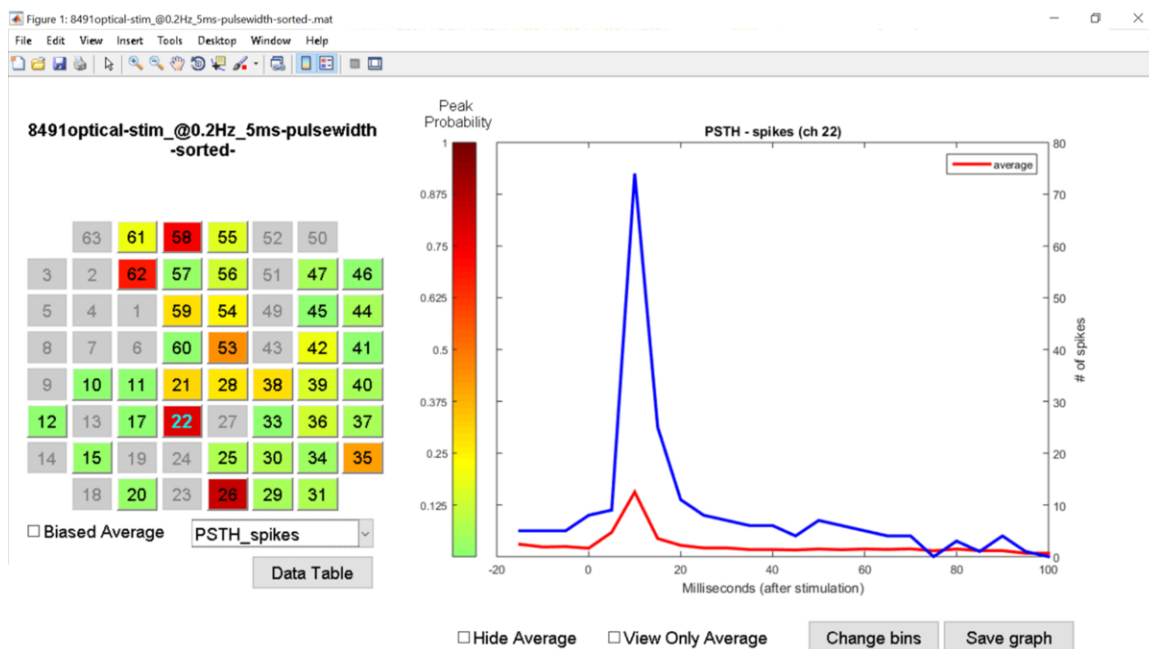 Figure 1: 8491optical-stim_@0.2Hz_5ms-pulsewidth-sorted-.mat
File Edit View Insert Tools Desktop Window Help
8491optical-stim_@0.2Hz_5ms-pulsewidth
-sorted-
63 61 58 55 52 50
3 2 62 57 56 51 47 46
5 4 1 59 54 49 45 44
8 7 6 60 53 43 42 41
9 10 11 21 28 38 39 40
12 13 17 22 27 33 36 37
14 15 19 24 25 30 34 35
18 20 23 26 29 31
Biased Average
PSTH_spikes
Data Table
Peak
Probability
1
0.875
0.75
0.625
0.5
0.375
0.25
0.125
PSTH - spikes (ch 22)
average
80
70
60
50
40
30
20
10
0
# of spikes
-20 0 20 40 60 80 100
Milliseconds (after stimulation)
Hide Average
View Only Average
Change bins
Save graph